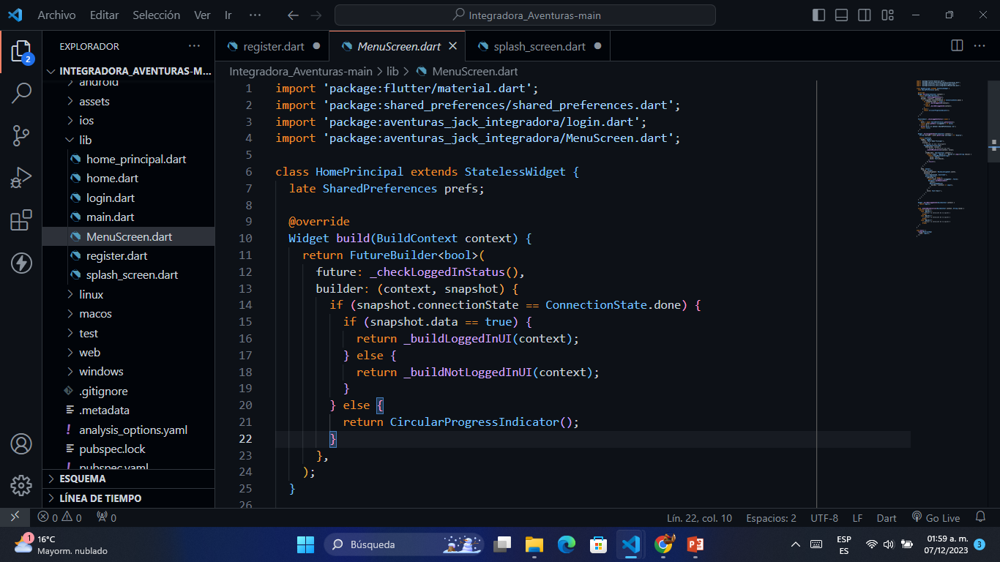 Archivo Editar Selección Ver Ir ··· Integradora_Aventuras-main
EXPLORADOR ···
register.dart MenuScreen.dart splash_screen.dart ···
INTEGRADORA_AVENTURAS-M...
android
assets
ios
lib
home_principal.dart
home.dart
login.dart
main.dart
MenuScreen.dart
register.dart
splash_screen.dart
linux
macos
test
web
windows
.gitignore
.metadata
analysis_options.yaml
pubspec.lock
pubspec.yaml
ESQUEMA
LÍNEA DE TIEMPO
2
Integradora_Aventuras-main > lib > MenuScreen.dart
1 import 'package:flutter/material.dart';
2 import 'package:shared_preferences/shared_preferences.dart';
3 import 'package:aventuras_jack_integradora/login.dart';
4 import 'package:aventuras_jack_integradora/MenuScreen.dart';
5
6 class HomePrincipal extends StatelessWidget {
7 late SharedPreferences prefs;
8
9 @override
10 Widget build(BuildContext context) {
11 return FutureBuilder<bool>(
12 future: _checkLoggedInStatus(),
13 builder: (context, snapshot) {
14 if (snapshot.connectionState == ConnectionState.done) {
15 if (snapshot.data == true) {
16 return _buildLoggedInUI(context);
17 } else {
18 return _buildNotLoggedInUI(context);
19 }
20 } else {
21 return CircularProgressIndicator();
22 }
23 },
24 );
25 }
26
0 0 0 Lín. 22, col. 10 Espacios: 2 UTF-8 LF Dart Go Live
1 16°C
Mayorm. nublado
Búsqueda
ESP
ES
01:59 a. m.
07/12/2023
3